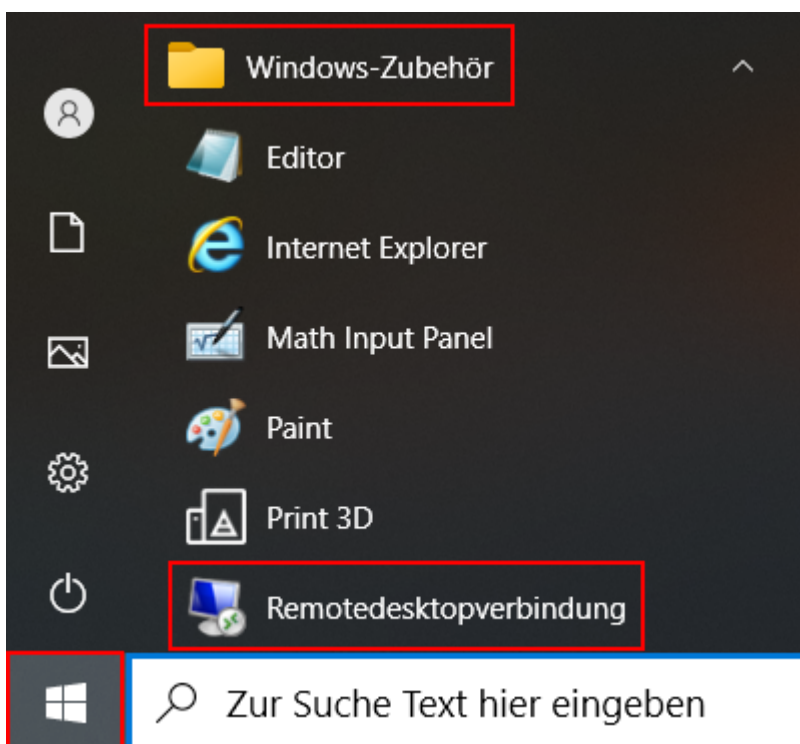 Windows-Zubehör
Editor
Internet Explorer
Math Input Panel
Paint
Print 3D
Remotedesktopverbindung
Zur Suche Text hier eingeben